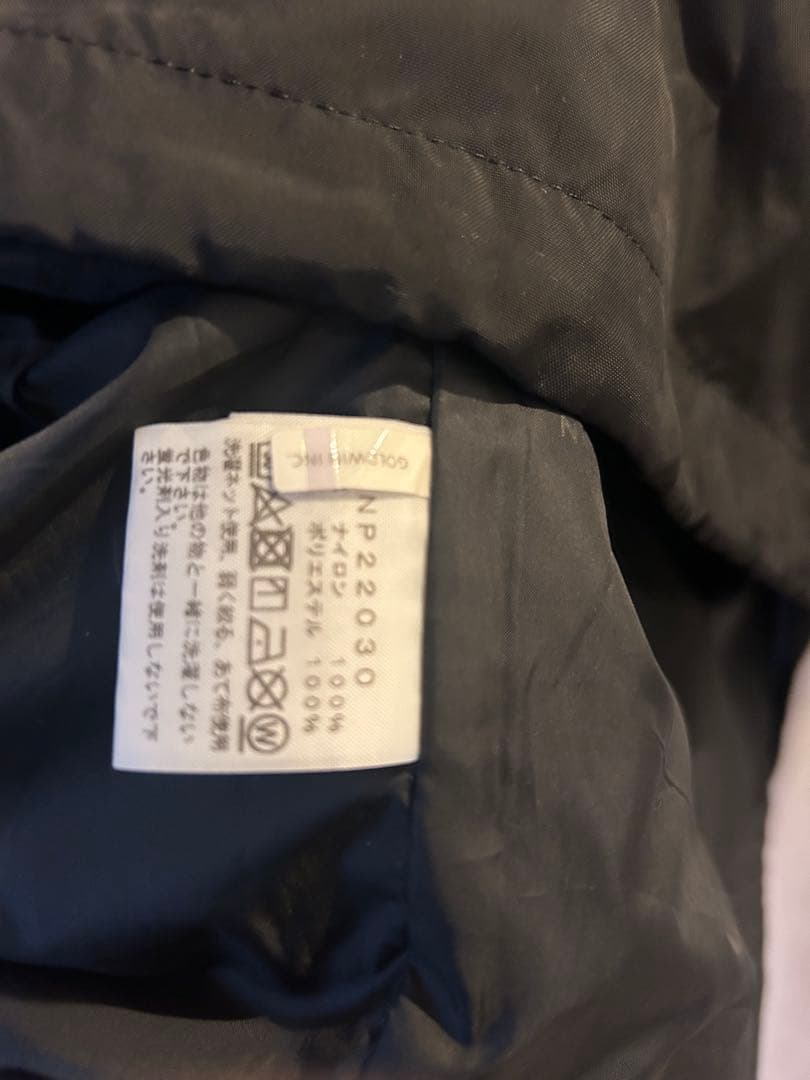 GOLDWIN INC.
NP22030
ナイロン 100%
ポリエステル 100%
W
洗濯ネット使用。弱く絞る。あて布使用
色物は他の物と一緒に洗濯しない
で下さい。
蛍光剤入り洗剤は使用しないで下
さい。